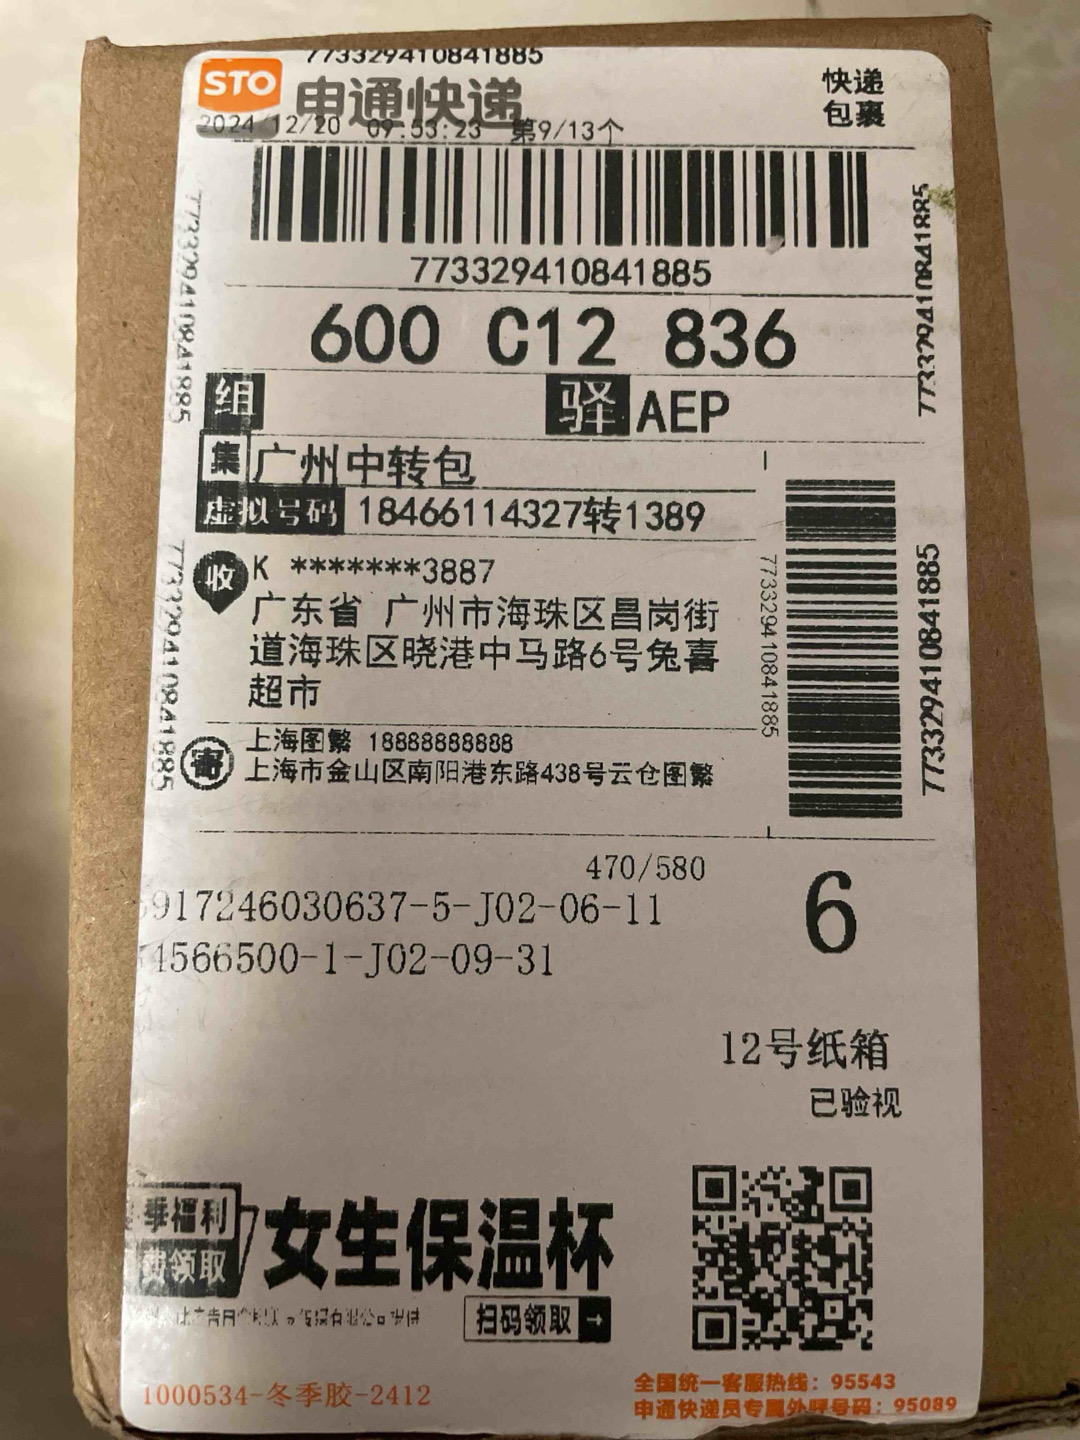 773329410841885
STO
申通快递
快递
包裹
2024/12/20 09:53:23 第9/13个
773329410841885
773329410841885
773329410841885
600 C12 836
组
驿 AEP
集 广州中转包
虚拟号码 18466114327转1389
收 K *******3887
广东省 广州市海珠区昌岗街
道海珠区晓港中马路6号兔喜
超市
773329410841885
773329410841885
773329410841885
寄 上海图繁 18888888888
上海市金山区南阳港东路438号云仓图繁
470/580
917246030637-5-J02-06-11
4566500-1-J02-09-31
6
12号纸箱
已验视
季福利
费领取
女生保温杯
扫码领取
1000534-冬季胶-2412
全国统一客服热线：95543
申通快递员专属外呼号码：95089